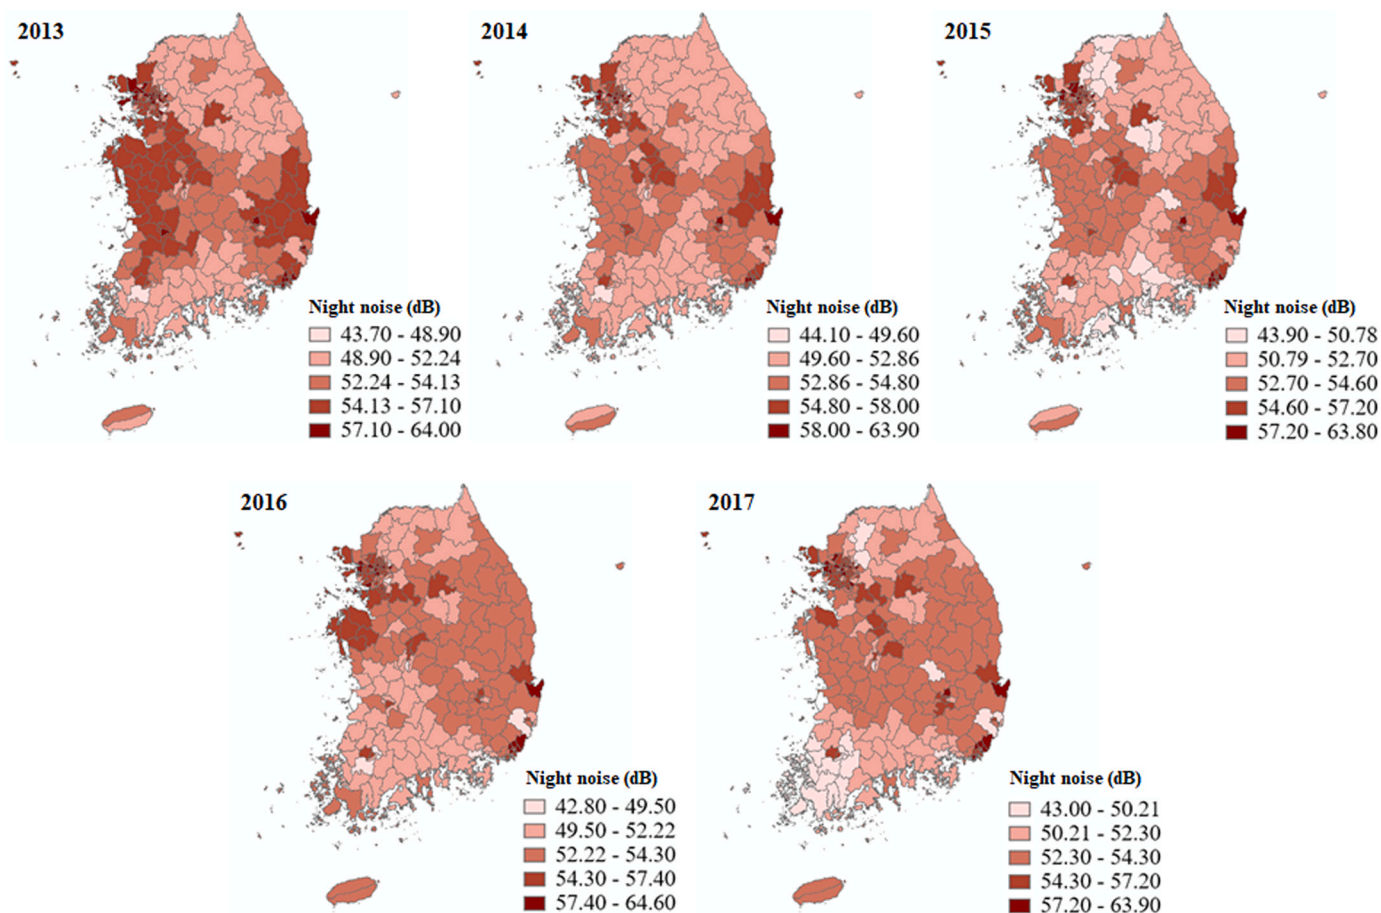 2013
Night noise (dB)
43.70 - 48.90
48.90 - 52.24
52.24 - 54.13
54.13 - 57.10
57.10 - 64.00
2014
Night noise (dB)
44.10 - 49.60
49.60 - 52.86
52.86 - 54.80
54.80 - 58.00
58.00 - 63.90
2015
Night noise (dB)
43.90 - 50.78
50.79 - 52.70
52.70 - 54.60
54.60 - 57.20
57.20 - 63.80
2016
Night noise (dB)
42.80 - 49.50
49.50 - 52.22
52.22 - 54.30
54.30 - 57.40
57.40 - 64.60
2017
Night noise (dB)
43.00 - 50.21
50.21 - 52.30
52.30 - 54.30
54.30 - 57.20
57.20 - 63.90